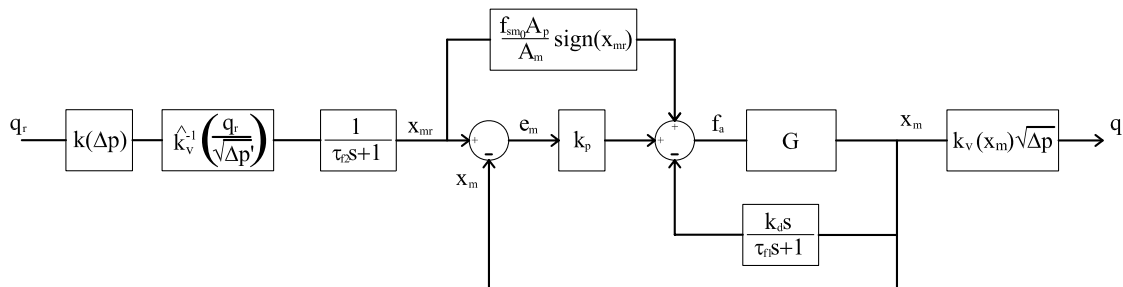 f_sm₀ A_p
A_m
sign(x_mr)
q_r
k(Δp)
k̂_v⁻¹(q_r/√Δp')
1
τ_f2 s+1
x_mr
+
−
e_m
k_p
+
+
−
f_a
G
x_m
k_v(x_m)√Δp
q
x_m
k_d s
τ_f1 s+1